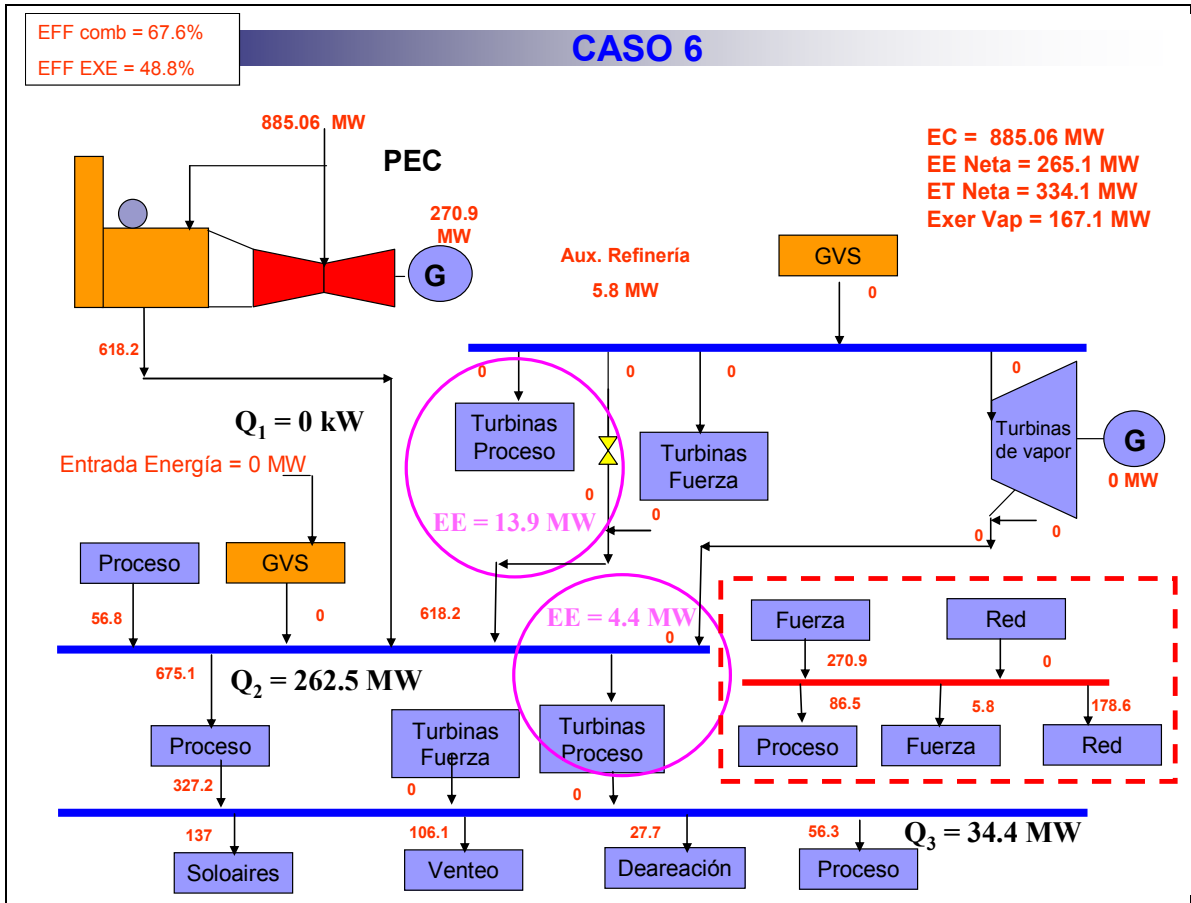 EFF comb = 67.6%
EFF EXE = 48.8%
CASO 6
885.06 MW
PEC
270.9
MW
G
EC = 885.06 MW
EE Neta = 265.1 MW
ET Neta = 334.1 MW
Exer Vap = 167.1 MW
Aux. Refinería
5.8 MW
GVS
0
618.2
0
0
0
0
Q1 = 0 kW
Turbinas
Proceso
Turbinas
Fuerza
Turbinas
de vapor
G
0 MW
Entrada Energía = 0 MW
0
EE = 13.9 MW
0
0
0
Proceso
GVS
56.8
0
618.2
EE = 4.4 MW
0
Fuerza
Red
270.9
0
675.1
Q2 = 262.5 MW
86.5
5.8
178.6
Proceso
Turbinas
Fuerza
Turbinas
Proceso
Proceso
Fuerza
Red
327.2
0
0
137
106.1
27.7
56.3
Q3 = 34.4 MW
Soloaires
Venteo
Deareación
Proceso